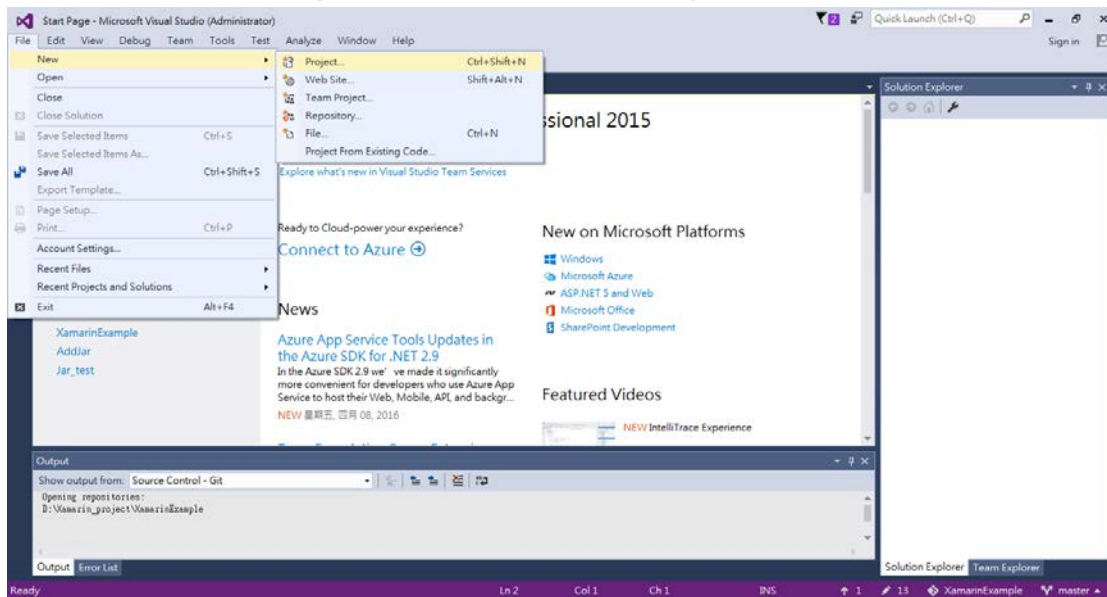 Start Page - Microsoft Visual Studio (Administrator)
2
Quick Launch (Ctrl+Q)
File Edit View Debug Team Tools Test Analyze Window Help
Sign in
New
Open
Close
Close Solution
Save Selected Items Ctrl+S
Save Selected Items As...
Save All Ctrl+Shift+S
Export Template...
Page Setup...
Print... Ctrl+P
Account Settings...
Recent Files
Recent Projects and Solutions
Exit Alt+F4
Project... Ctrl+Shift+N
Web Site... Shift+Alt+N
Team Project...
Repository...
File... Ctrl+N
Project From Existing Code...
ssional 2015
Explore what's new in Visual Studio Team Services
Ready to Cloud-power your experience?
Connect to Azure
News
Azure App Service Tools Updates in
the Azure SDK for .NET 2.9
In the Azure SDK 2.9 we've made it significantly
more convenient for developers who use Azure App
Service to host their Web, Mobile, API, and backgr...
NEW 星期五, 四月 08, 2016
New on Microsoft Platforms
Windows
Microsoft Azure
ASP.NET 5 and Web
Microsoft Office
SharePoint Development
Featured Videos
NEW IntelliTrace Experience
XamarinExample
AddJar
Jar_test
Solution Explorer
Output
Show output from: Source Control - Git
Opening repositories:
D:\Xamarin_project\XamarinExample
Output Error List
Solution Explorer Team Explorer
Ready Ln 2 Col 1 Ch 1 INS 1 13 XamarinExample master